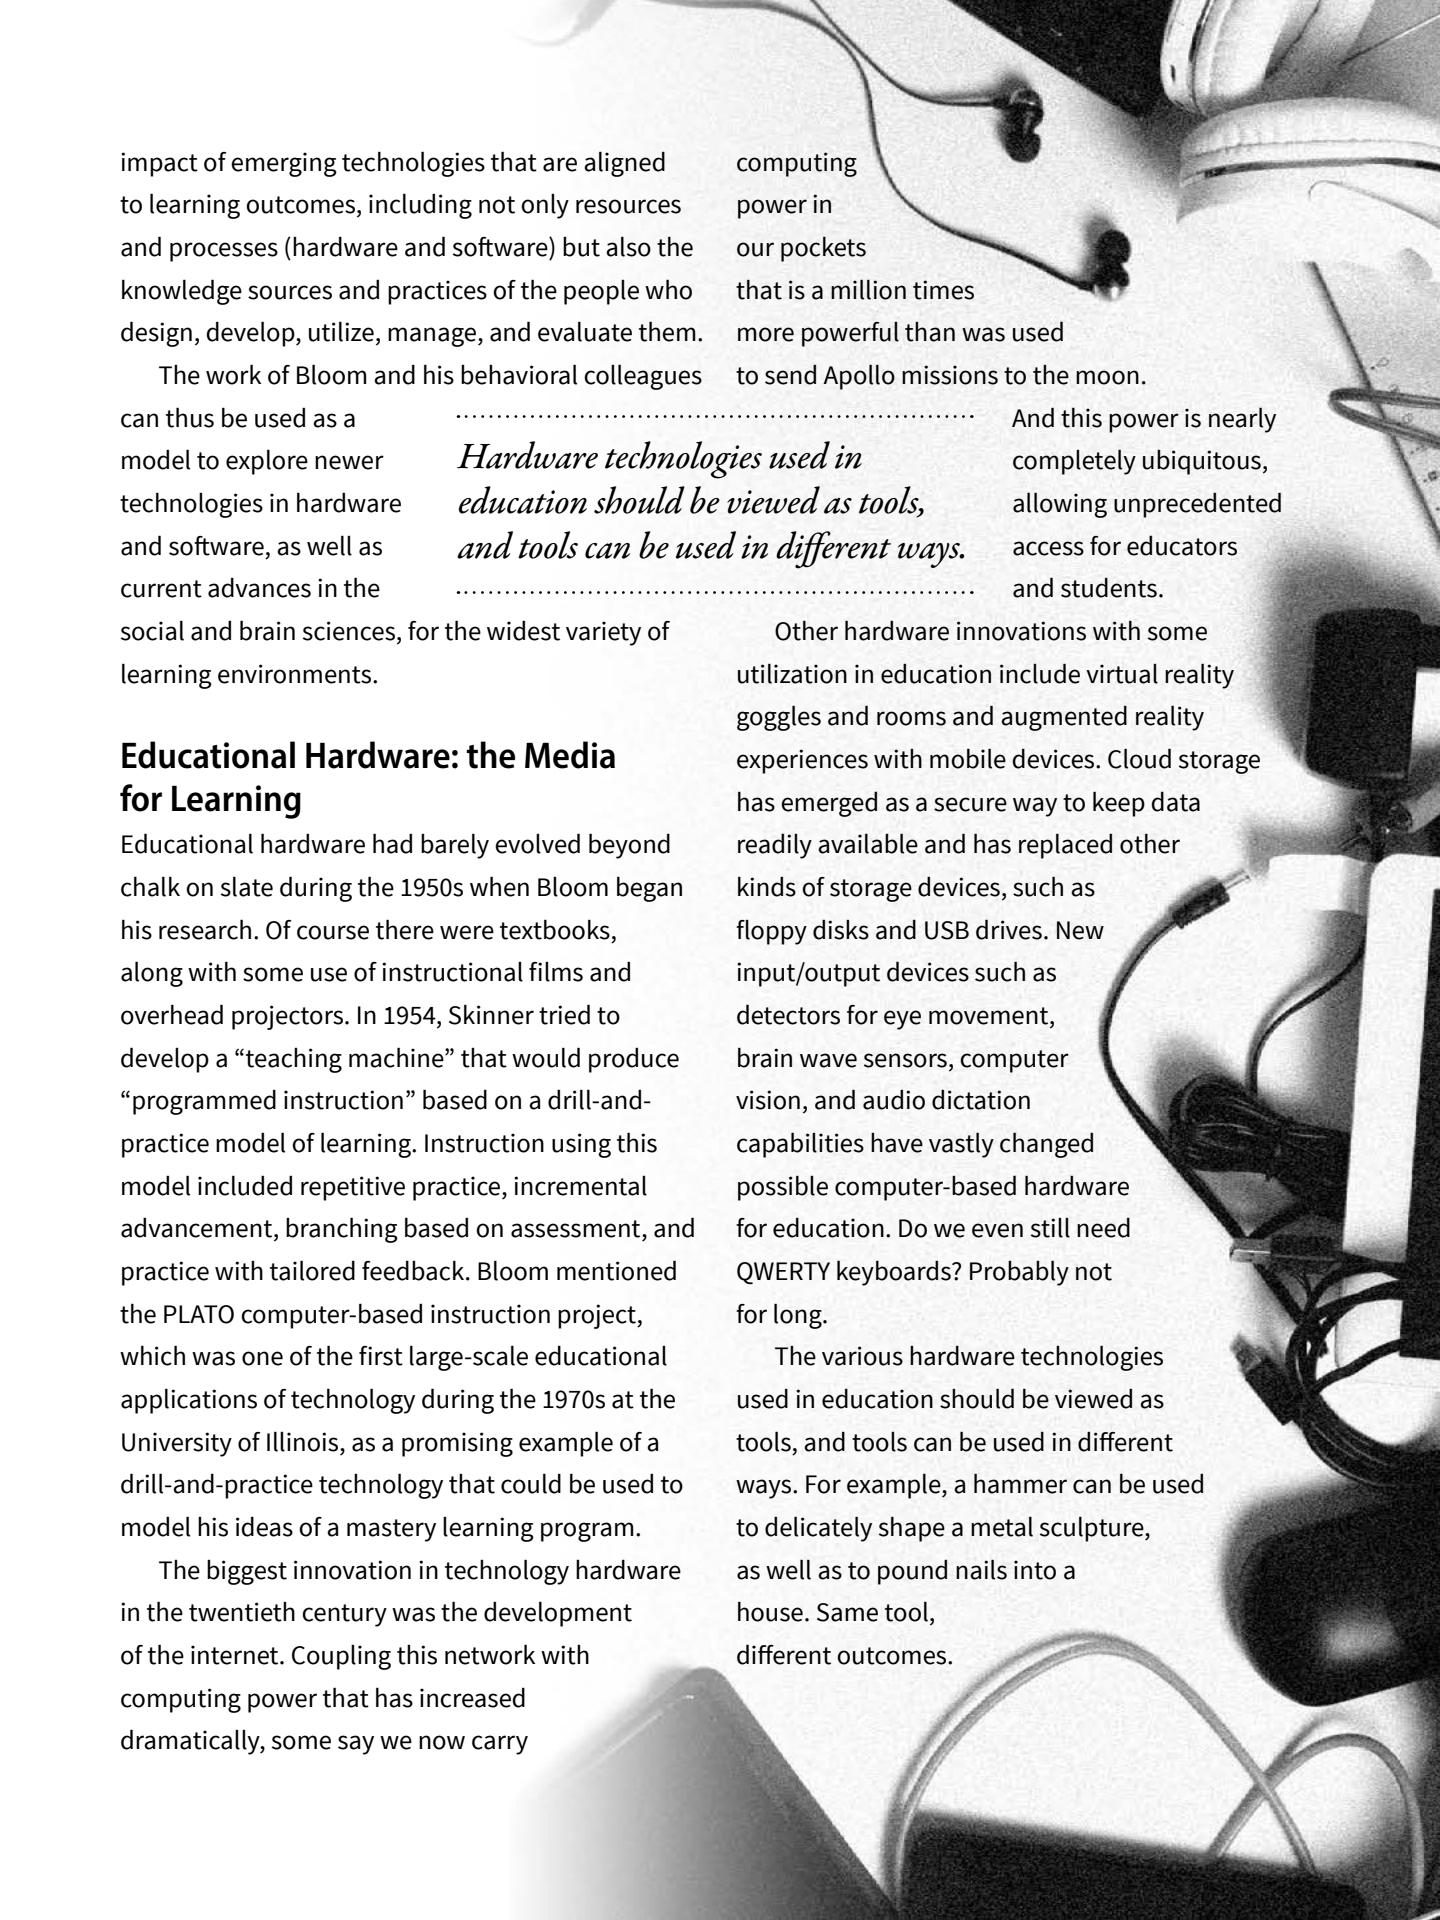 impact of emerging technologies that are aligned
to learning outcomes, including not only resources
and processes (hardware and software) but also the
knowledge sources and practices of the people who
design, develop, utilize, manage, and evaluate them.
The work of Bloom and his behavioral colleagues
can thus be used as a
model to explore newer
technologies in hardware
and software, as well as
current advances in the
social and brain sciences, for the widest variety of
learning environments.
Educational Hardware: the Media
for Learning
Educational hardware had barely evolved beyond
chalk on slate during the 1950s when Bloom began
his research. Of course there were textbooks,
along with some use of instructional films and
overhead projectors. In 1954, Skinner tried to
develop a “teaching machine” that would produce
“programmed instruction” based on a drill-and-
practice model of learning. Instruction using this
model included repetitive practice, incremental
advancement, branching based on assessment, and
practice with tailored feedback. Bloom mentioned
the PLATO computer-based instruction project,
which was one of the first large-scale educational
applications of technology during the 1970s at the
University of Illinois, as a promising example of a
drill-and-practice technology that could be used to
model his ideas of a mastery learning program.
The biggest innovation in technology hardware
in the twentieth century was the development
of the internet. Coupling this network with
computing power that has increased
dramatically, some say we now carry
computing
power in
our pockets
that is a million times
more powerful than was used
to send Apollo missions to the moon.
And this power is nearly
completely ubiquitous,
allowing unprecedented
access for educators
and students.
Hardware technologies used in
education should be viewed as tools,
and tools can be used in different ways.
Other hardware innovations with some
utilization in education include virtual reality
goggles and rooms and augmented reality
experiences with mobile devices. Cloud storage
has emerged as a secure way to keep data
readily available and has replaced other
kinds of storage devices, such as
floppy disks and USB drives. New
input/output devices such as
detectors for eye movement,
brain wave sensors, computer
vision, and audio dictation
capabilities have vastly changed
possible computer-based hardware
for education. Do we even still need
QWERTY keyboards? Probably not
for long.
The various hardware technologies
used in education should be viewed as
tools, and tools can be used in different
ways. For example, a hammer can be used
to delicately shape a metal sculpture,
as well as to pound nails into a
house. Same tool,
different outcomes.